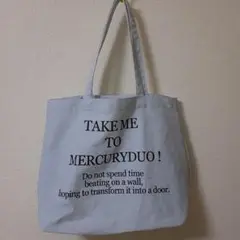 TAKE ME
TO
MERCURYDUO !
Do not spend time
beating on a wall,
hoping to transform it into a door.